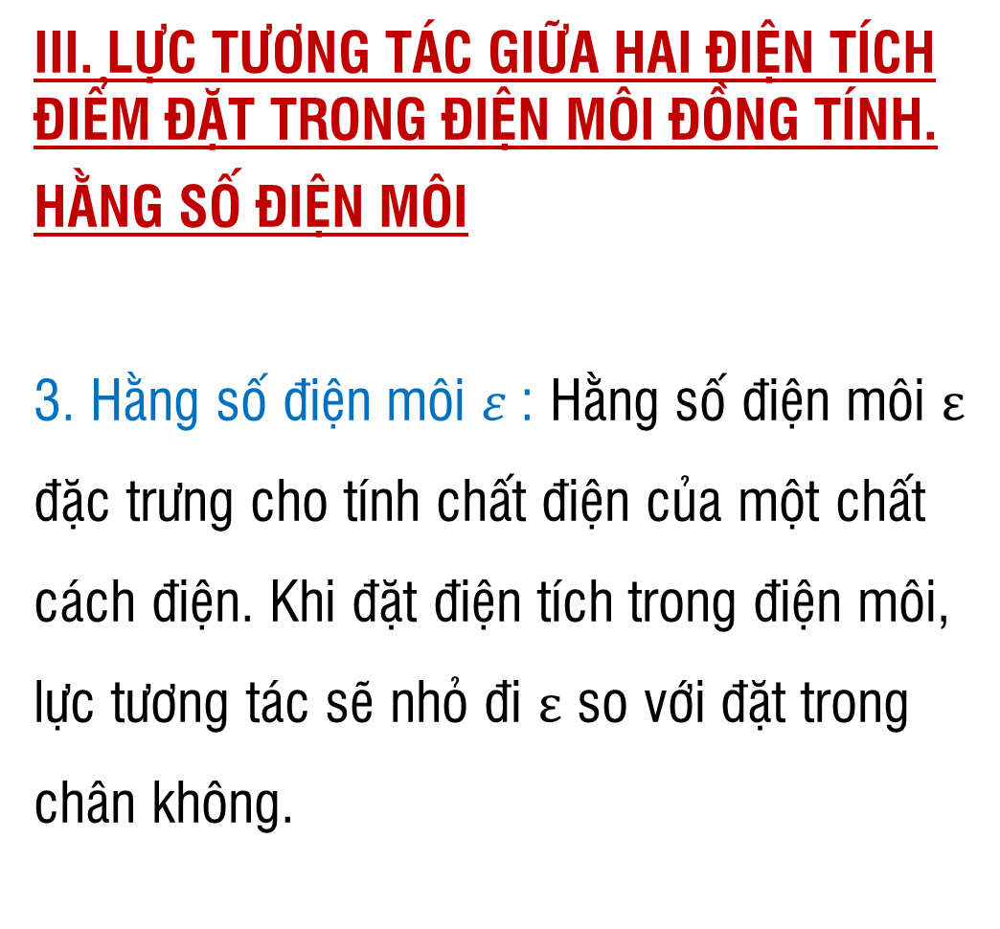 III. LỰC TƯƠNG TÁC GIỮA HAI ĐIỆN TÍCH
ĐIỂM ĐẶT TRONG ĐIỆN MÔI ĐỒNG TÍNH.
HẰNG SỐ ĐIỆN MÔI
3. Hằng số điện môi 𝜀 : Hằng số điện môi ε
đặc trưng cho tính chất điện của một chất
cách điện. Khi đặt điện tích trong điện môi,
lực tương tác sẽ nhỏ đi ε so với đặt trong
chân không.